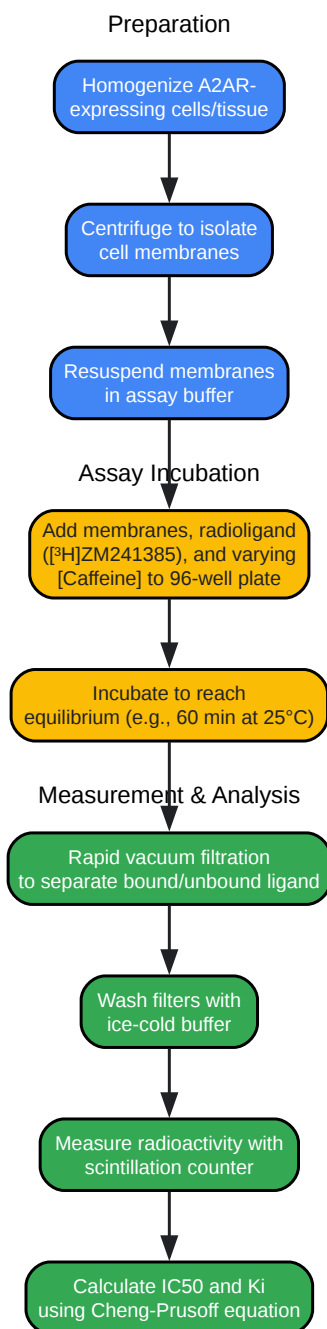 Preparation
Homogenize A2AR-
expressing cells/tissue
Centrifuge to isolate
cell membranes
Resuspend membranes
in assay buffer
Assay Incubation
Add membranes, radioligand
([³H]ZM241385), and varying
[Caffeine] to 96-well plate
Incubate to reach
equilibrium (e.g., 60 min at 25°C)
Measurement & Analysis
Rapid vacuum filtration
to separate bound/unbound ligand
Wash filters with
ice-cold buffer
Measure radioactivity with
scintillation counter
Calculate IC50 and Ki
using Cheng-Prusoff equation